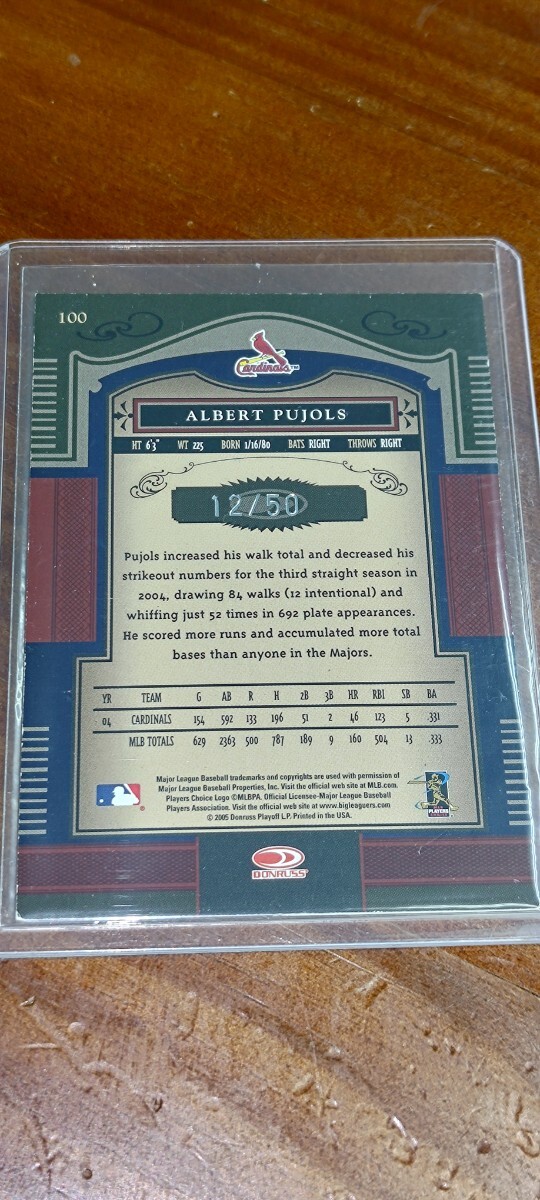 100
Cardinals™
ALBERT PUJOLS
HT 6'3" WT 225 BORN 1/16/80 BATS RIGHT THROWS RIGHT
12/50
Pujols increased his walk total and decreased his
strikeout numbers for the third straight season in
2004, drawing 84 walks (12 intentional) and
whiffing just 52 times in 692 plate appearances.
He scored more runs and accumulated more total
bases than anyone in the Majors.
YR TEAM G AB R H 2B 3B HR RBI SB BA
04 CARDINALS 154 592 133 196 51 2 46 123 5 .331
MLB TOTALS 629 2363 500 787 189 9 160 504 13 .333
Major League Baseball trademarks and copyrights are used with permission of
Major League Baseball Properties, Inc. Visit the official web site at MLB.com.
Players Choice Logo ©MLBPA, Official Licensee-Major League Baseball
Players Association. Visit the official web site at www.bigleaguers.com.
© 2005 Donruss Playoff L.P. Printed in the USA.
PLAYERS
DONRUSS®